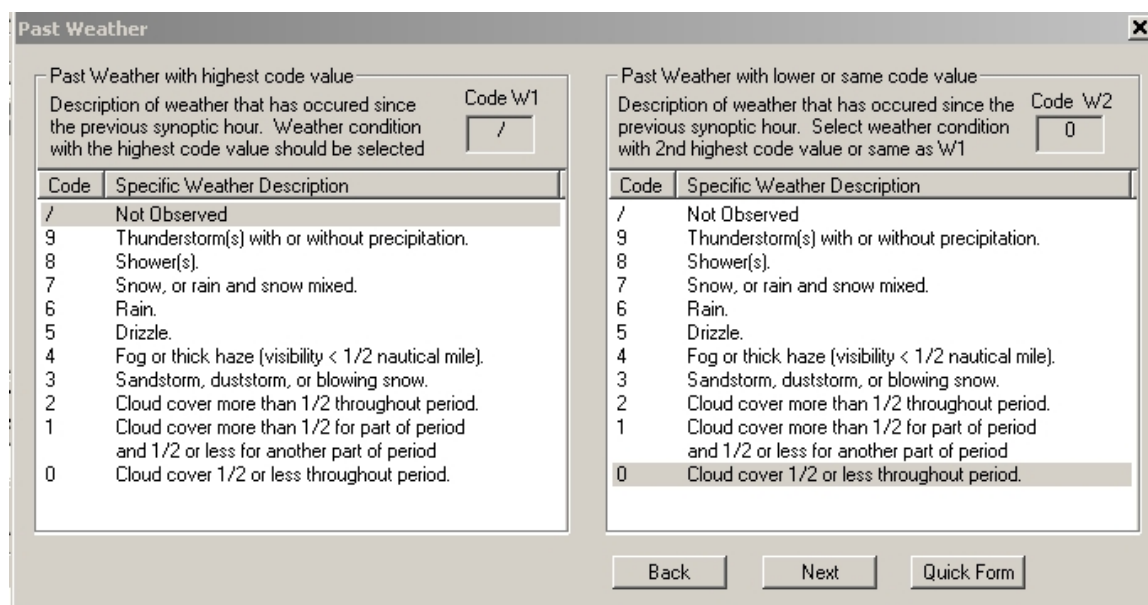 Past Weather
Past Weather with highest code value
Description of weather that has occured since
the previous synoptic hour. Weather condition
with the highest code value should be selected
Code W1
/
Code Specific Weather Description
/ Not Observed
9 Thunderstorm(s) with or without precipitation.
8 Shower(s).
7 Snow, or rain and snow mixed.
6 Rain.
5 Drizzle.
4 Fog or thick haze (visibility < 1/2 nautical mile).
3 Sandstorm, duststorm, or blowing snow.
2 Cloud cover more than 1/2 throughout period.
1 Cloud cover more than 1/2 for part of period
and 1/2 or less for another part of period
0 Cloud cover 1/2 or less throughout period.
Past Weather with lower or same code value
Description of weather that has occured since the
previous synoptic hour. Select weather condition
with 2nd highest code value or same as W1
Code W2
0
Code Specific Weather Description
/ Not Observed
9 Thunderstorm(s) with or without precipitation.
8 Shower(s).
7 Snow, or rain and snow mixed.
6 Rain.
5 Drizzle.
4 Fog or thick haze (visibility < 1/2 nautical mile).
3 Sandstorm, duststorm, or blowing snow.
2 Cloud cover more than 1/2 throughout period.
1 Cloud cover more than 1/2 for part of period
and 1/2 or less for another part of period
0 Cloud cover 1/2 or less throughout period.
Back Next Quick Form